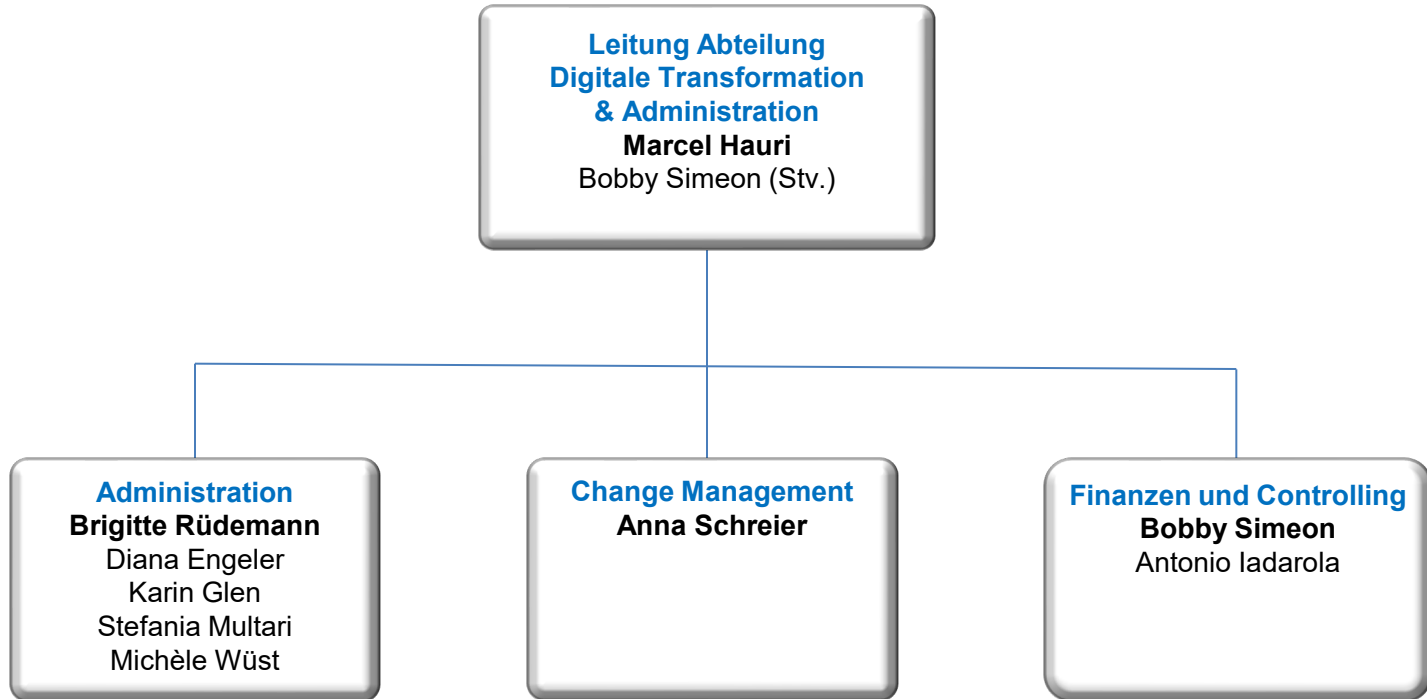 Leitung Abteilung
Digitale Transformation
& Administration
Marcel Hauri
Bobby Simeon (Stv.)
Administration
Brigitte Rüdemann
Diana Engeler
Karin Glen
Stefania Multari
Michèle Wüst
Change Management
Anna Schreier
Finanzen und Controlling
Bobby Simeon
Antonio Iadarola